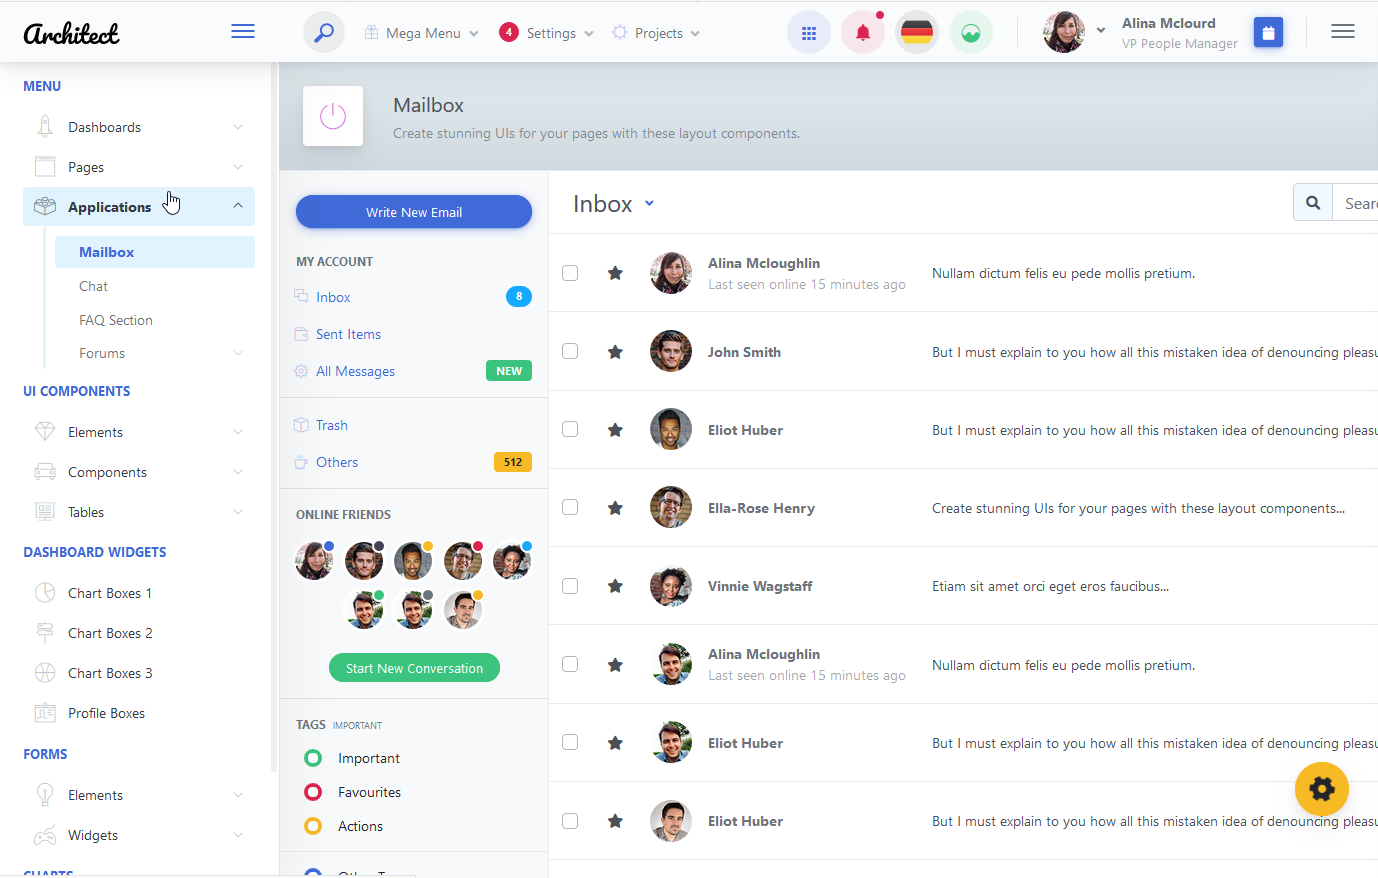 Architect
Mega Menu
4
Settings
Projects
Alina Mclourd
VP People Manager
MENU
Dashboards
Pages
Applications
Mailbox
Chat
FAQ Section
Forums
UI COMPONENTS
Elements
Components
Tables
DASHBOARD WIDGETS
Chart Boxes 1
Chart Boxes 2
Chart Boxes 3
Profile Boxes
FORMS
Elements
Widgets
CHARTS
Mailbox
Create stunning UIs for your pages with these layout components.
Write New Email
MY ACCOUNT
Inbox
8
Sent Items
All Messages
NEW
Trash
Others
512
ONLINE FRIENDS
Start New Conversation
TAGS IMPORTANT
Important
Favourites
Actions
Inbox
Sear
Alina Mcloughlin
Last seen online 15 minutes ago
Nullam dictum felis eu pede mollis pretium.
John Smith
But I must explain to you how all this mistaken idea of denouncing pleasu
Eliot Huber
But I must explain to you how all this mistaken idea of denouncing pleasu
Ella-Rose Henry
Create stunning UIs for your pages with these layout components...
Vinnie Wagstaff
Etiam sit amet orci eget eros faucibus...
Alina Mcloughlin
Last seen online 15 minutes ago
Nullam dictum felis eu pede mollis pretium.
Eliot Huber
But I must explain to you how all this mistaken idea of denouncing pleasu
Eliot Huber
But I must explain to you how all this mistaken idea of denouncing pleasu